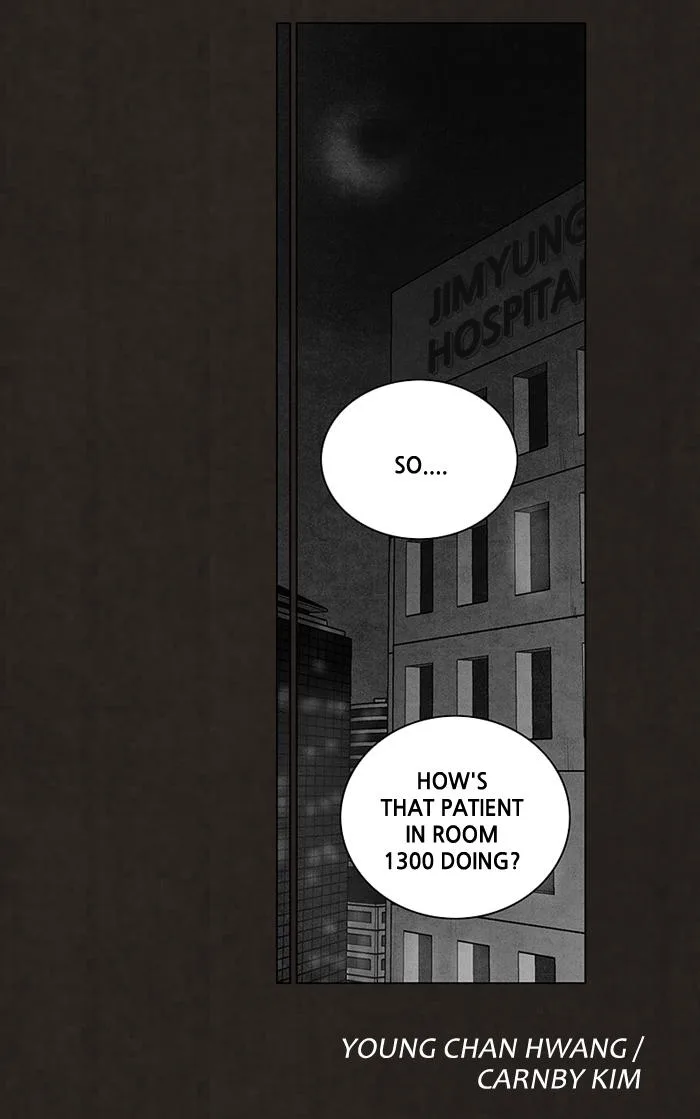 JIMYUNG
HOSPITAL
SO....
HOW'S
THAT PATIENT
IN ROOM
1300 DOING?
YOUNG CHAN HWANG /
CARNBY KIM